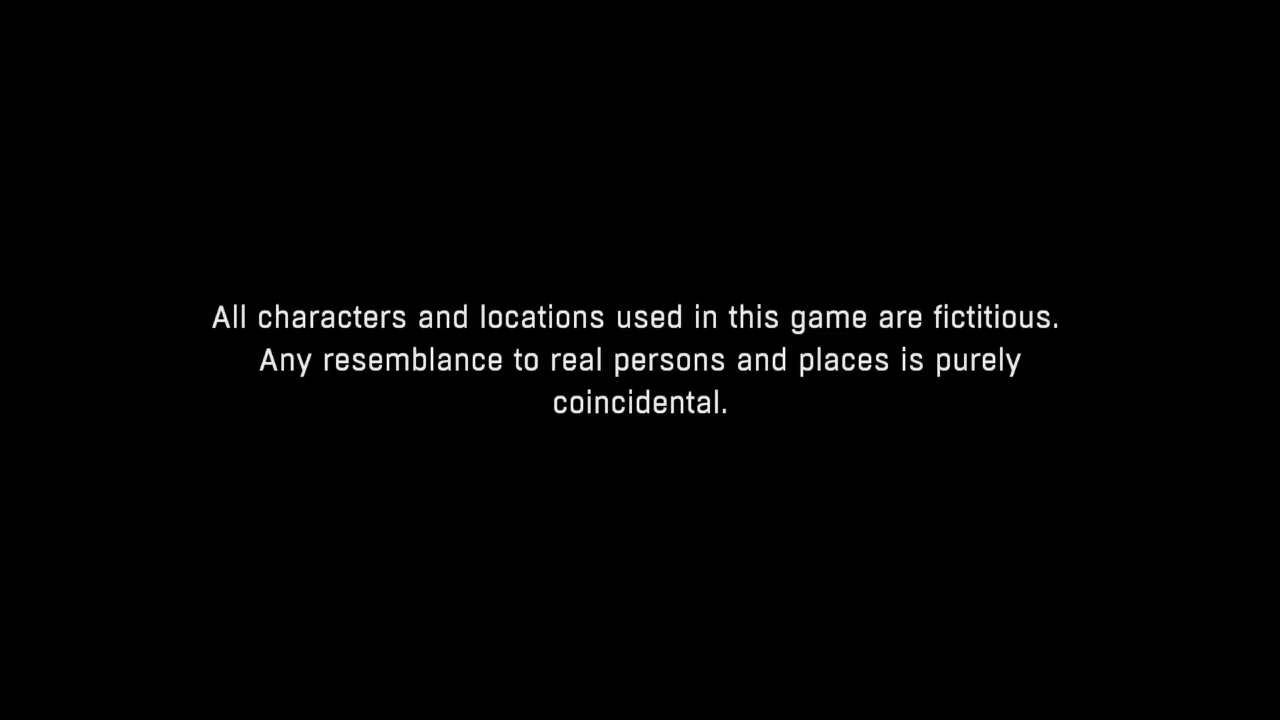 All characters and locations used in this game are fictitious.
Any resemblance to real persons and places is purely
coincidental.